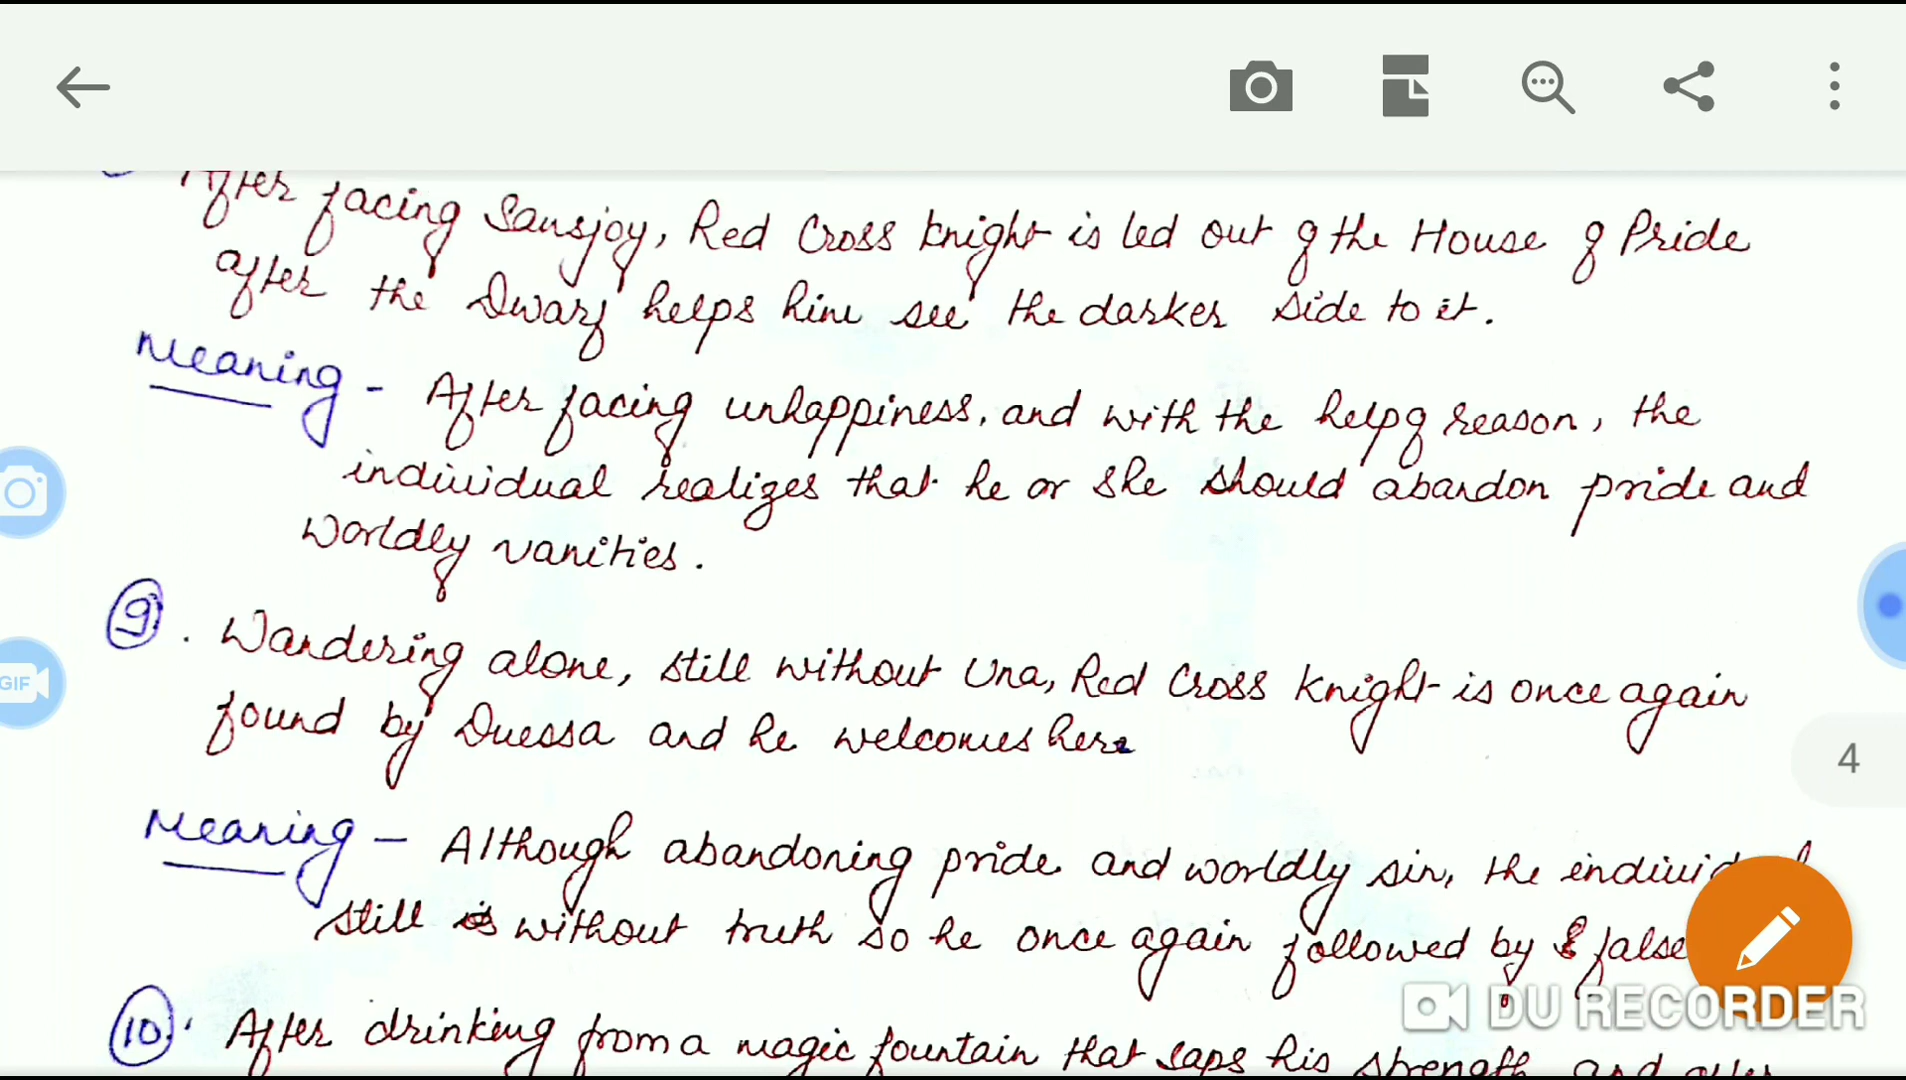 After facing Sansjoy, Red Cross Knight is led out of the House of Pride
after the Dwarf helps him see the darker side to it.
Meaning - After facing unhappiness, and with the help of reason, the
individual realizes that he or she should abandon pride and
worldly vanities.
9. Wandering alone, still without Una, Red Cross Knight is once again
found by Duessa and he welcomes her.
Meaning - Although abandoning pride and worldly sin, the individual
still is without truth so he once again followed by false
10. After drinking from a magic fountain that saps his strength and after
GIF
4
DU RECORDER